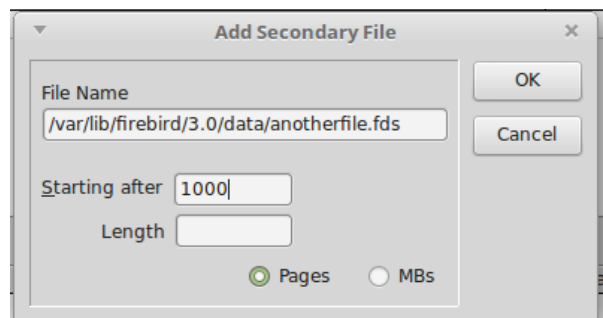 Add Secondary File
File Name
/var/lib/firebird/3.0/data/anotherfile.fds
OK
Cancel
Starting after 1000
Length
Pages MBs